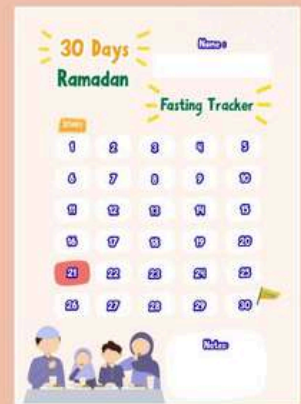 30 Days
Ramadan
Name :
Fasting Tracker
Start
1 2 3 4 5
6 7 8 9 10
11 12 13 14 15
16 17 18 19 20
21 22 23 24 25
26 27 28 29 30
Notes: